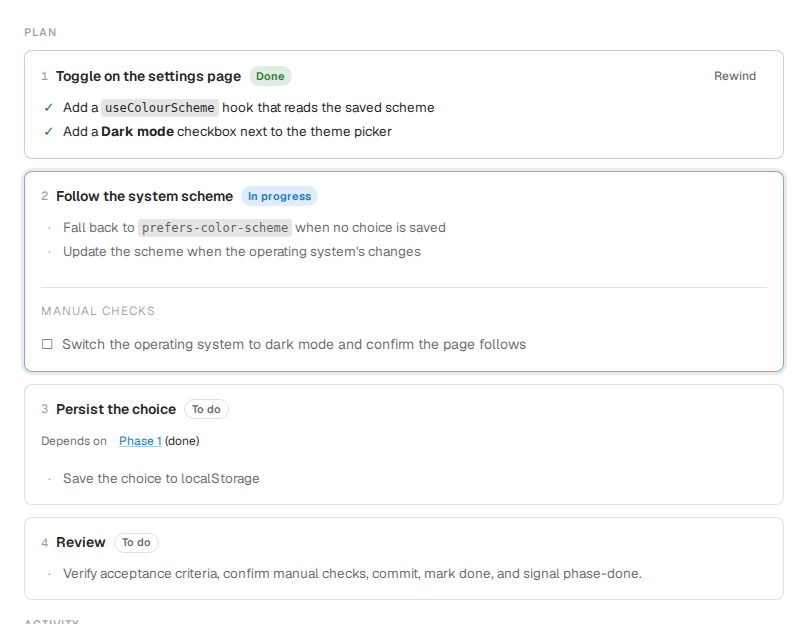 PLAN
1 Toggle on the settings page Done Rewind
✓ Add a useColourScheme hook that reads the saved scheme
✓ Add a Dark mode checkbox next to the theme picker
2 Follow the system scheme In progress
· Fall back to prefers-color-scheme when no choice is saved
· Update the scheme when the operating system's changes
MANUAL CHECKS
☐ Switch the operating system to dark mode and confirm the page follows
3 Persist the choice To do
Depends on Phase 1 (done)
· Save the choice to localStorage
4 Review To do
· Verify acceptance criteria, confirm manual checks, commit, mark done, and signal phase-done.
ACTIVITY